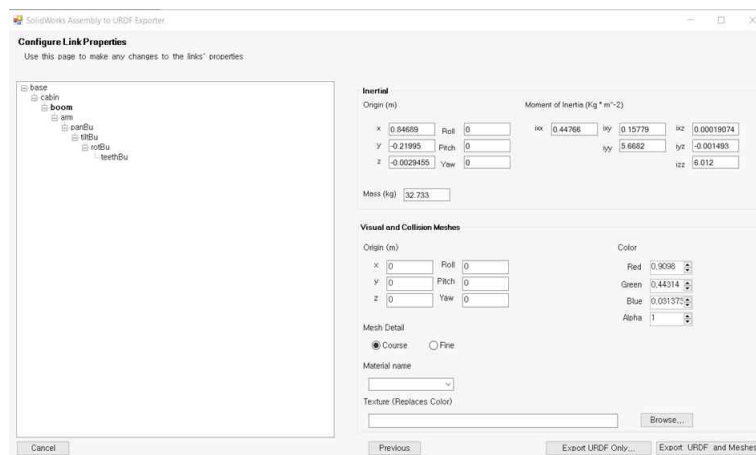 SolidWorks Assembly to URDF Exporter
Configure Link Properties
Use this page to make any changes to the links' properties
base
cabin
boom
arm
panBu
tiltBu
rotBu
teethBu
Inertial
Origin (m)
Moment of Inertia (Kg * m^-2)
x 0.84689 Roll 0
ixx 0.44766 ixy 0.15779 ixz 0.00019074
y -0.21995 Pitch 0
iyy 5.6682 iyz -0.001493
z -0.0029455 Yaw 0
izz 6.012
Mass (kg) 32.733
Visual and Collision Meshes
Origin (m)
Color
x 0 Roll 0
Red 0.9098
y 0 Pitch 0
Green 0.44314
z 0 Yaw 0
Blue 0.031373
Alpha 1
Mesh Detail
Course Fine
Material name
Texture (Replaces Color)
Browse...
Cancel Previous Export URDF Only... Export URDF and Meshes